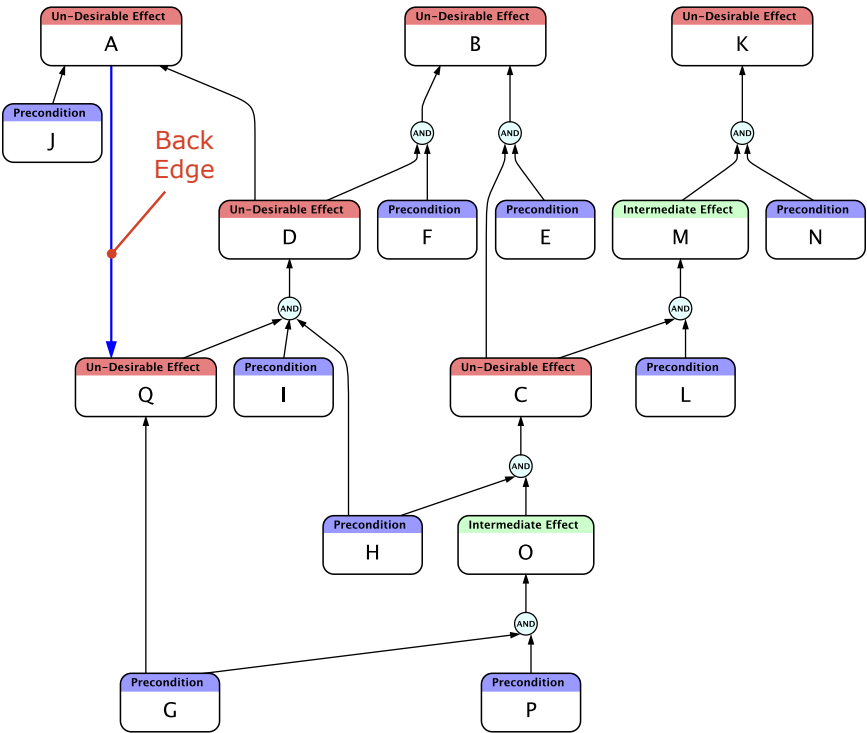 Un-Desirable Effect
A
Un-Desirable Effect
B
Un-Desirable Effect
K
Precondition
J
Back
Edge
AND
AND
AND
Un-Desirable Effect
D
Precondition
F
Precondition
E
Intermediate Effect
M
Precondition
N
AND
AND
Un-Desirable Effect
Q
Precondition
I
Un-Desirable Effect
C
Precondition
L
AND
Precondition
H
Intermediate Effect
O
AND
Precondition
G
Precondition
P